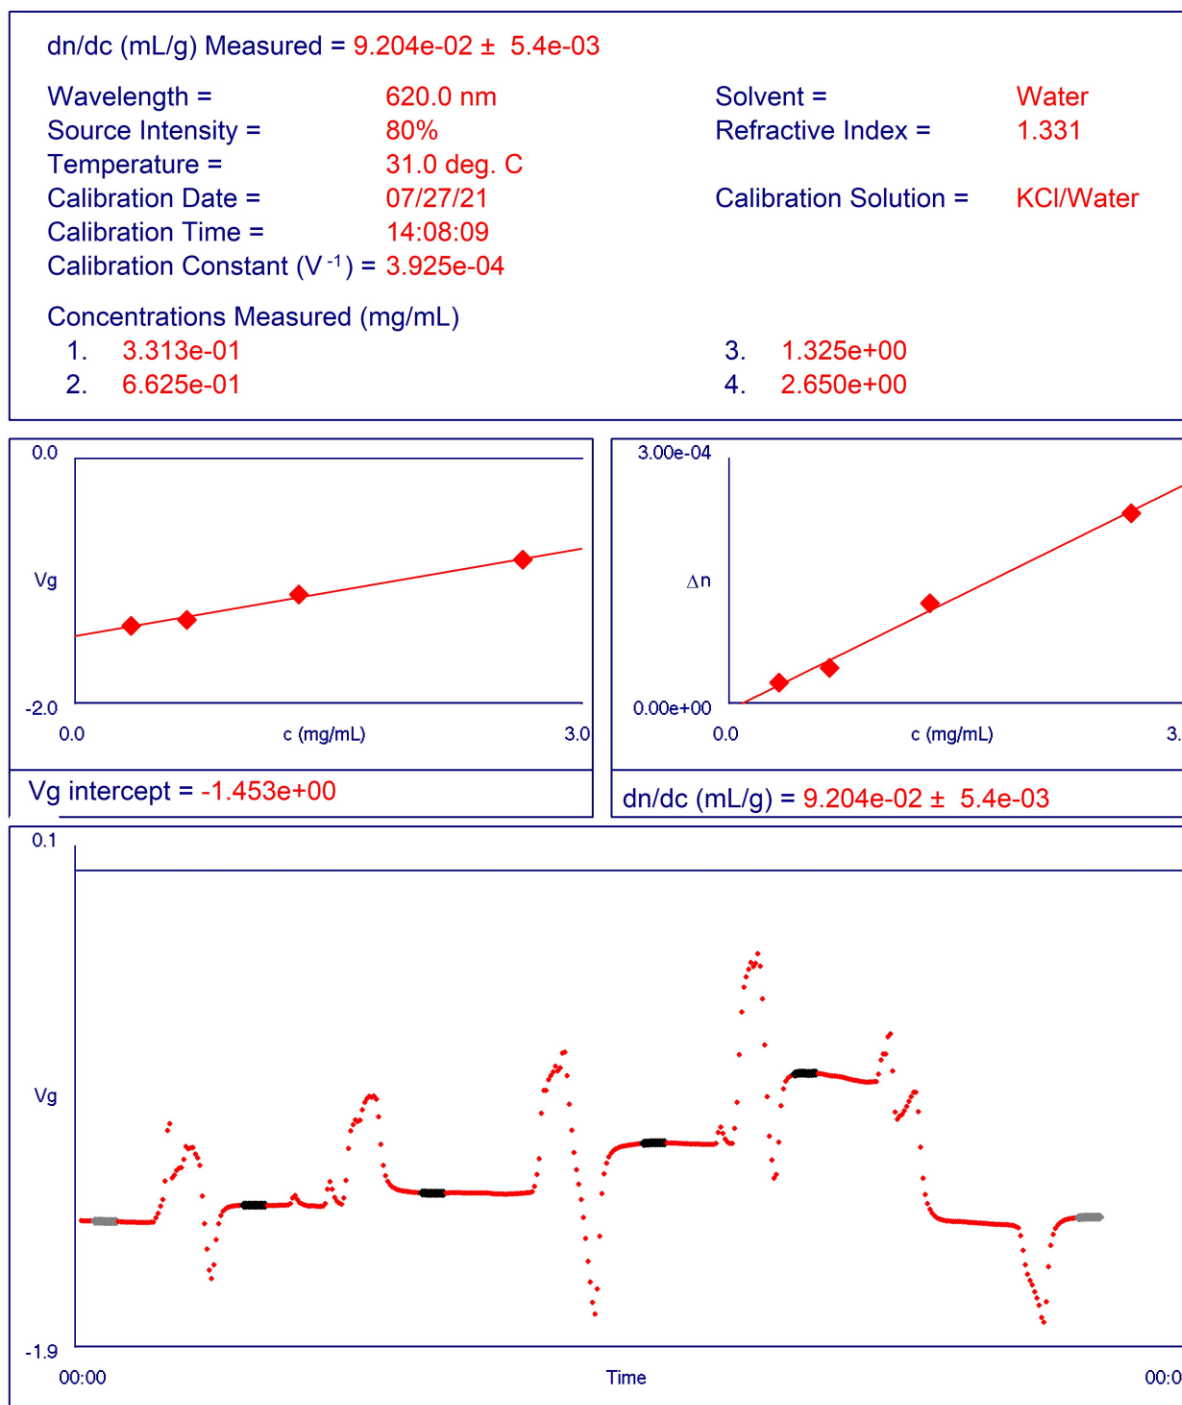 dn/dc (mL/g) Measured = 9.204e-02 ± 5.4e-03
Wavelength = 620.0 nm Solvent = Water
Source Intensity = 80% Refractive Index = 1.331
Temperature = 31.0 deg. C
Calibration Date = 07/27/21 Calibration Solution = KCl/Water
Calibration Time = 14:08:09
Calibration Constant (V⁻¹) = 3.925e-04
Concentrations Measured (mg/mL)
1. 3.313e-01 3. 1.325e+00
2. 6.625e-01 4. 2.650e+00
0.0
Vg
-2.0
0.0 c (mg/mL) 3.0
Vg intercept = -1.453e+00
3.00e-04
Δn
0.00e+00
0.0 c (mg/mL) 3.
dn/dc (mL/g) = 9.204e-02 ± 5.4e-03
0.1
Vg
-1.9
00:00 Time 00:0